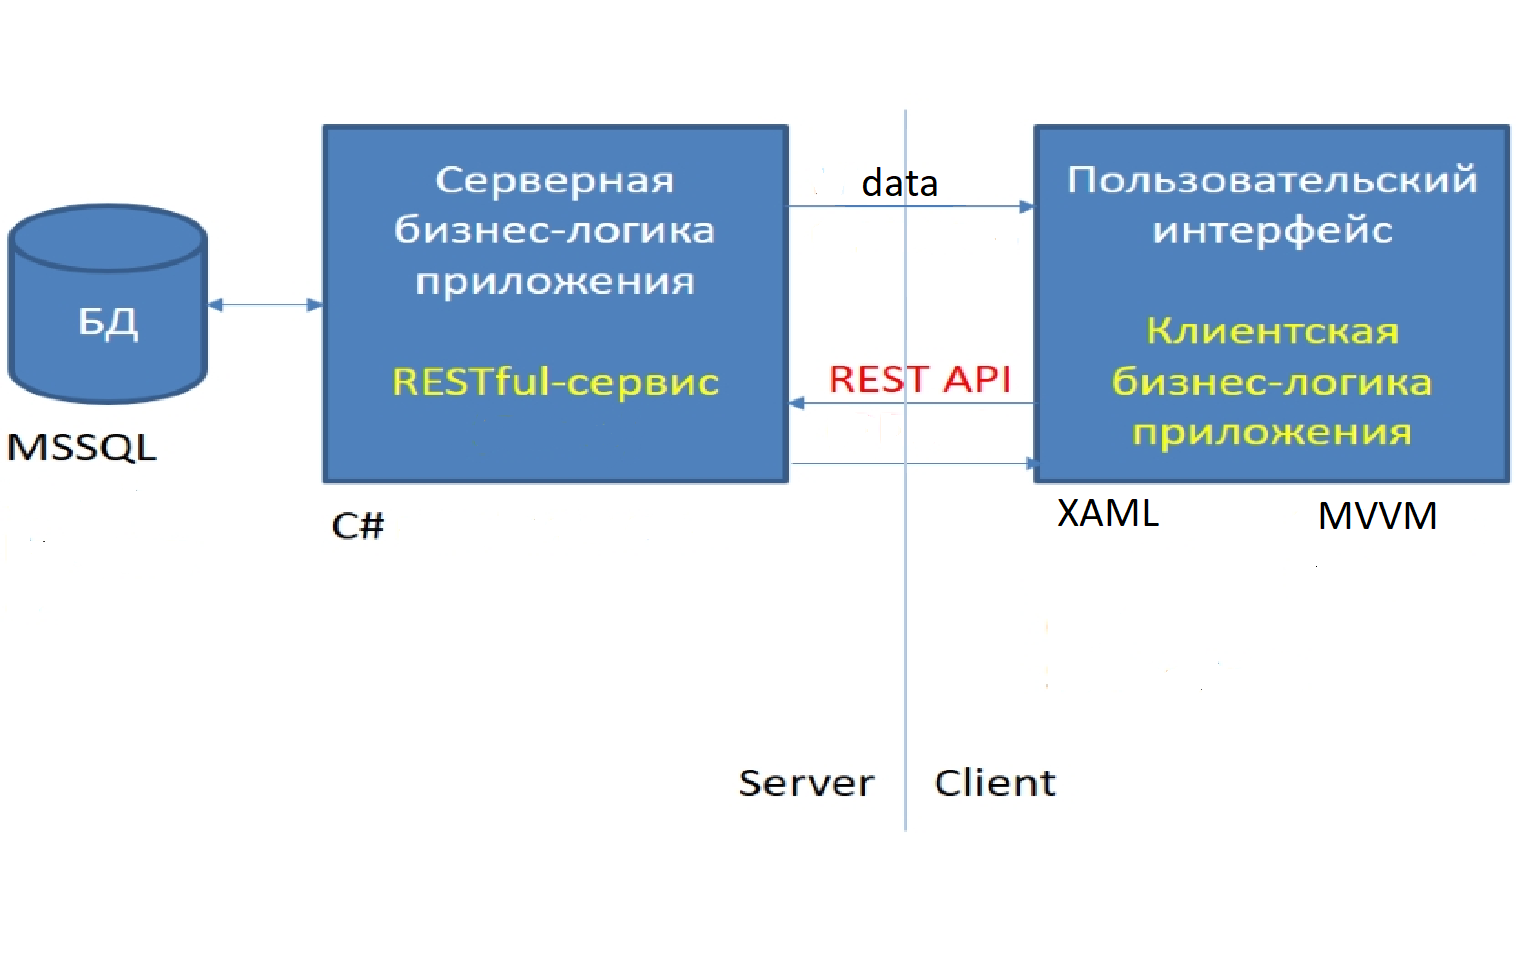 БД
MSSQL
Серверная
бизнес-логика
приложения
RESTful-сервис
C#
data
REST API
Пользовательский
интерфейс
Клиентская
бизнес-логика
приложения
XAML
MVVM
Server
Client